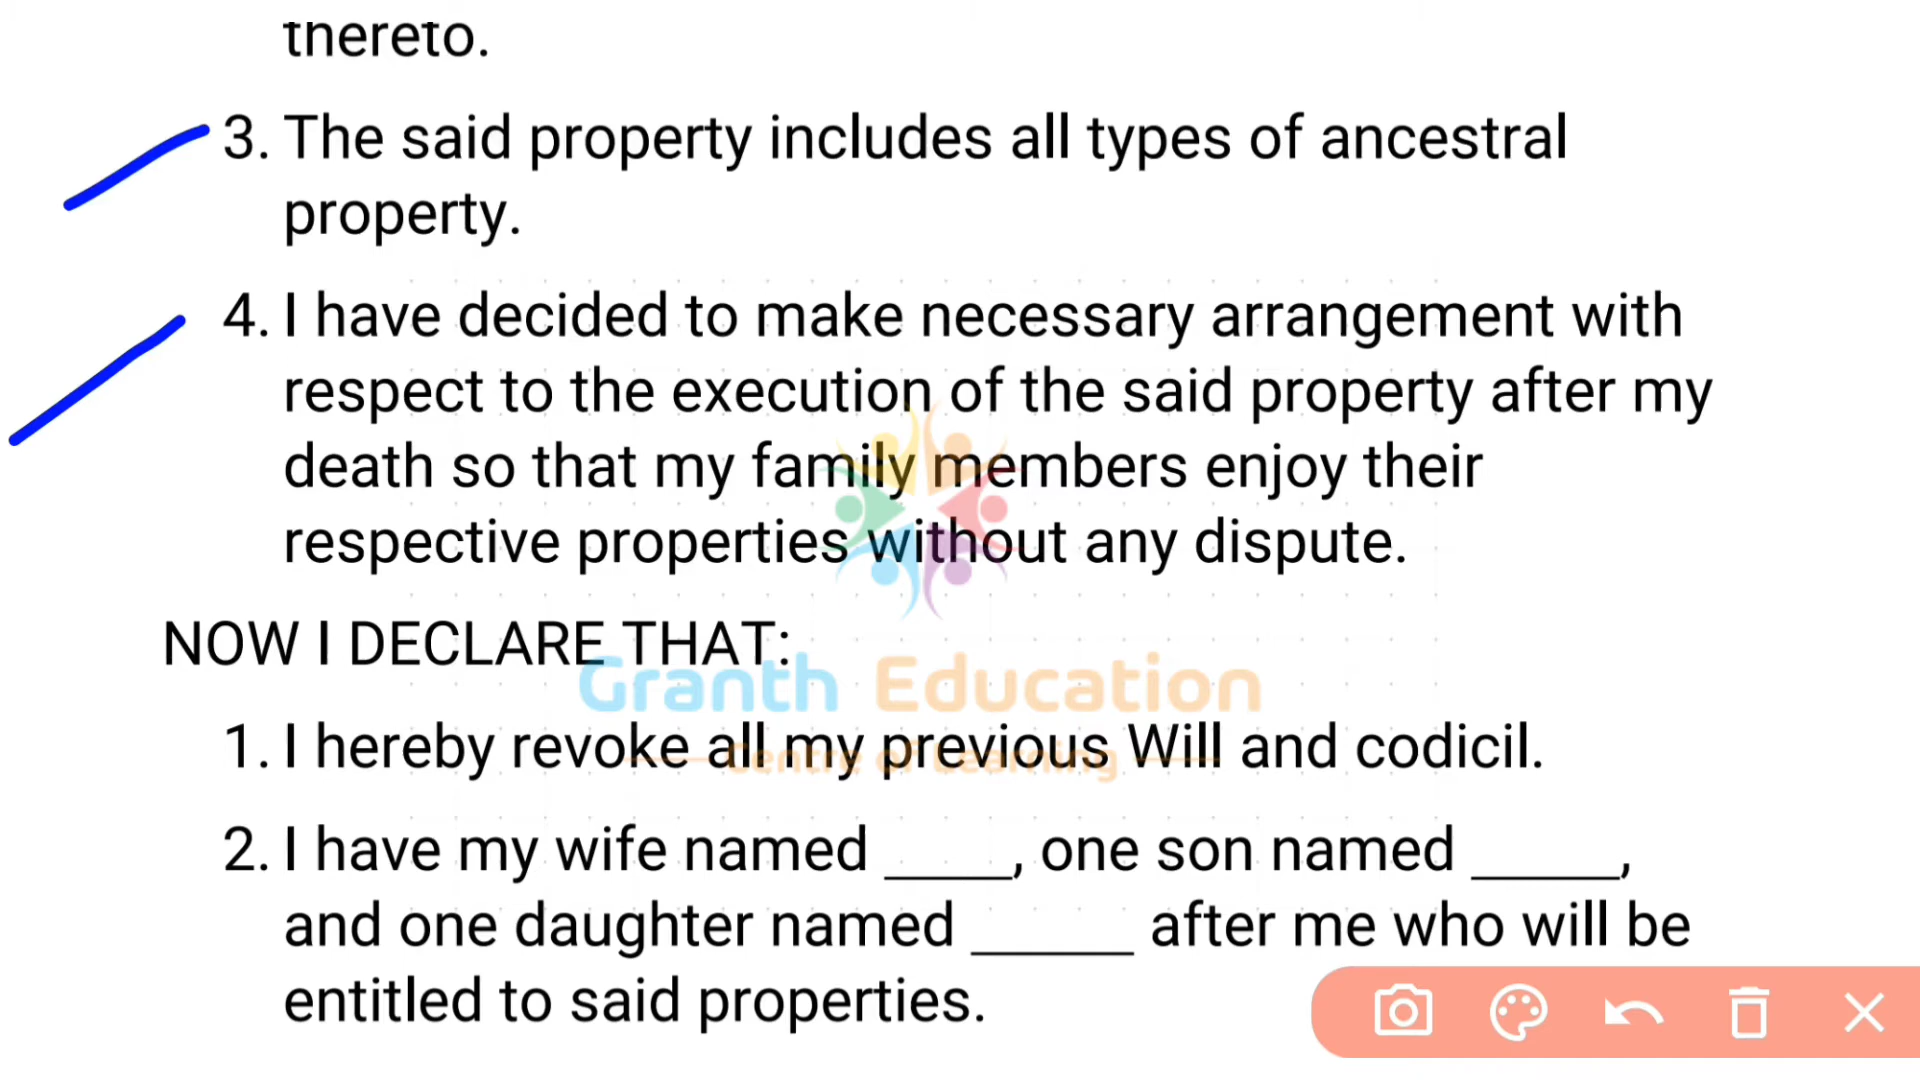 thereto.
3. The said property includes all types of ancestral
property.
4. I have decided to make necessary arrangement with
respect to the execution of the said property after my
death so that my family members enjoy their
respective properties without any dispute.
NOW I DECLARE THAT:
Granth Education
Centre of Learning
1. I hereby revoke all my previous Will and codicil.
2. I have my wife named _____, one son named ______,
and one daughter named ______ after me who will be
entitled to said properties.